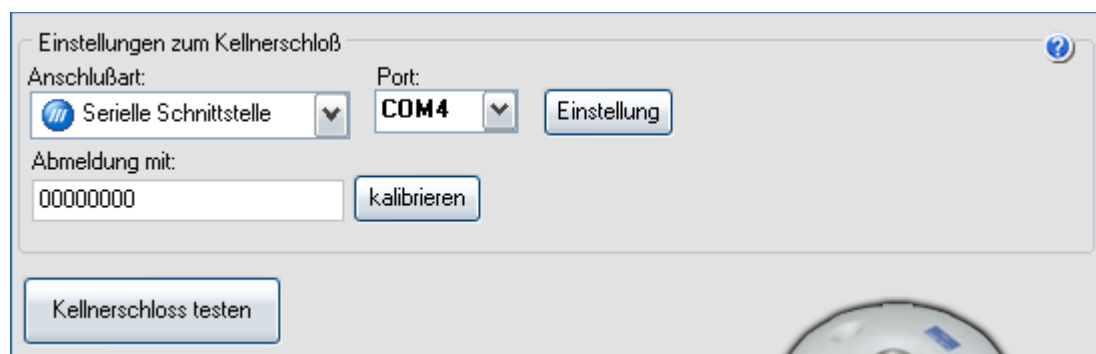 Einstellungen zum Kellnerschloß
Anschlußart:
Port:
Serielle Schnittstelle
COM4
Einstellung
Abmeldung mit:
00000000
kalibrieren
Kellnerschloss testen